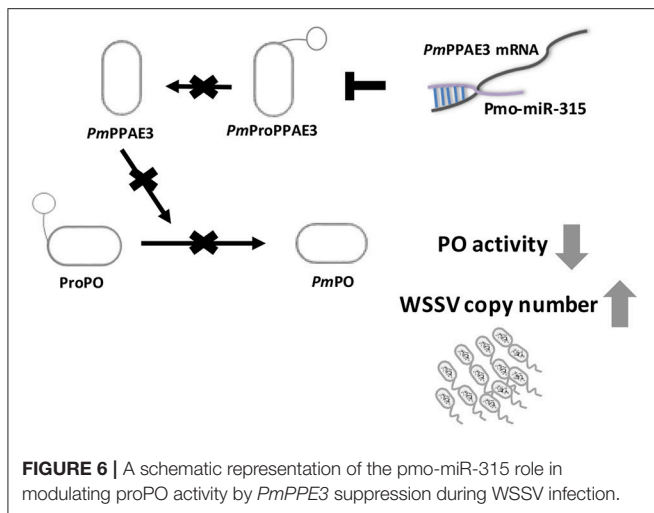 PmPPAE3 mRNA
Pmo-miR-315
PmPPAE3
PmProPPAE3
ProPO
PmPO
PO activity
WSSV copy number
FIGURE 6 | A schematic representation of the pmo-miR-315 role in
modulating proPO activity by PmPPE3 suppression during WSSV infection.